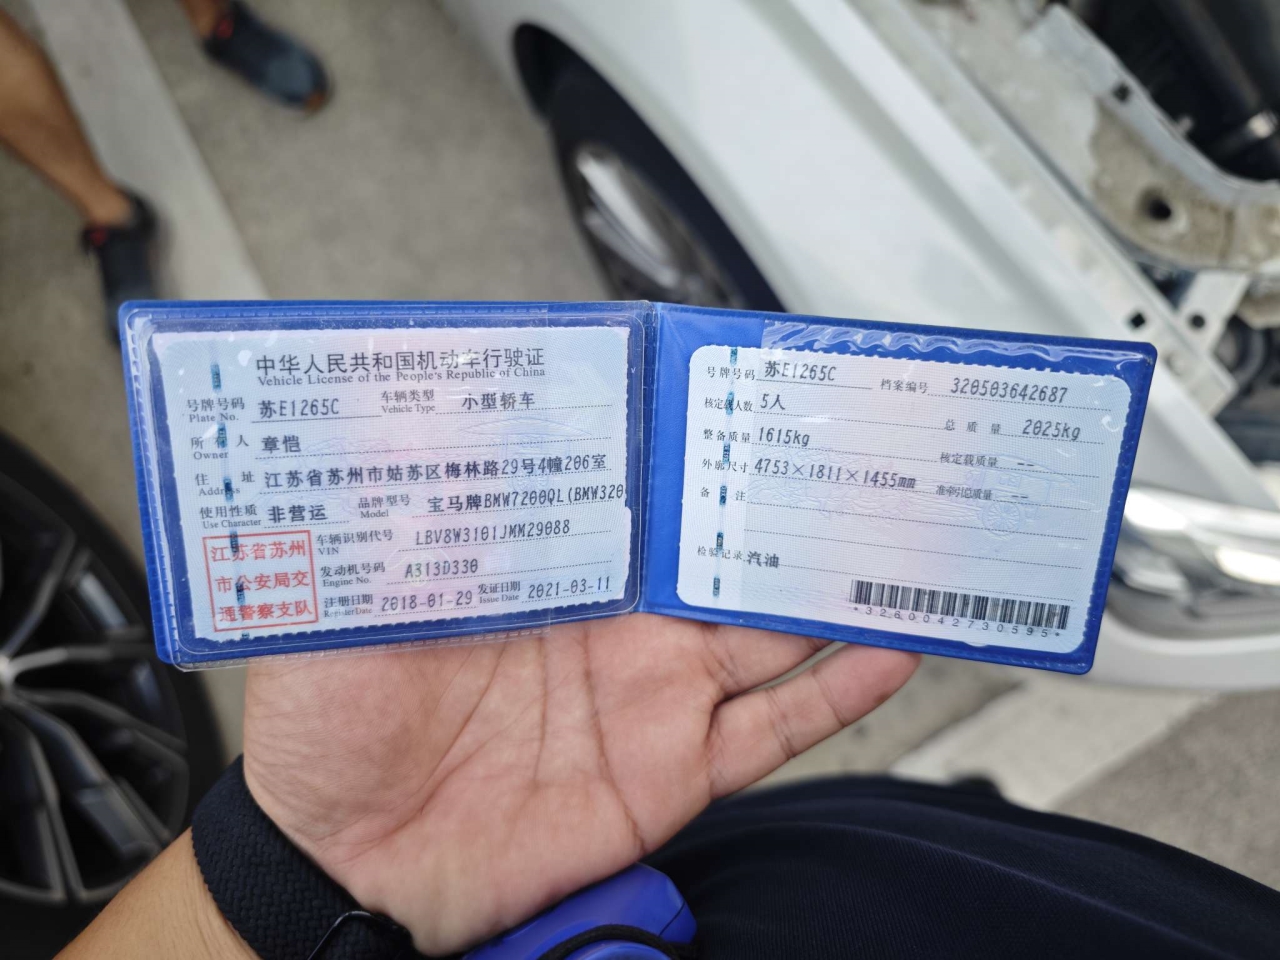 中华人民共和国机动车行驶证
Vehicle License of the People's Republic of China
号牌号码 苏E1265C 车辆类型 小型轿车
Plate No. Vehicle Type
所有人 章恺
Owner
住址 江苏省苏州市姑苏区梅林路29号4幢206室
Address
使用性质 非营运 品牌型号 宝马牌BMW7200QL(BMW320
Use Character Model
江苏省苏州
市公安局交
通警察支队
车辆识别代号 LBV8W3101JMM29088
VIN
发动机号码 A313D330
Engine No.
注册日期 2018-01-29 发证日期 2021-03-11
Register Date Issue Date
号牌号码 苏E1265C 档案编号 320503642687
核定载人数 5人 总质量 2025kg
整备质量 1615kg 核定载质量 --
外廓尺寸 4753×1811×1455mm 准牵引总质量 --
备注
检验记录 汽油
*3260042730595*